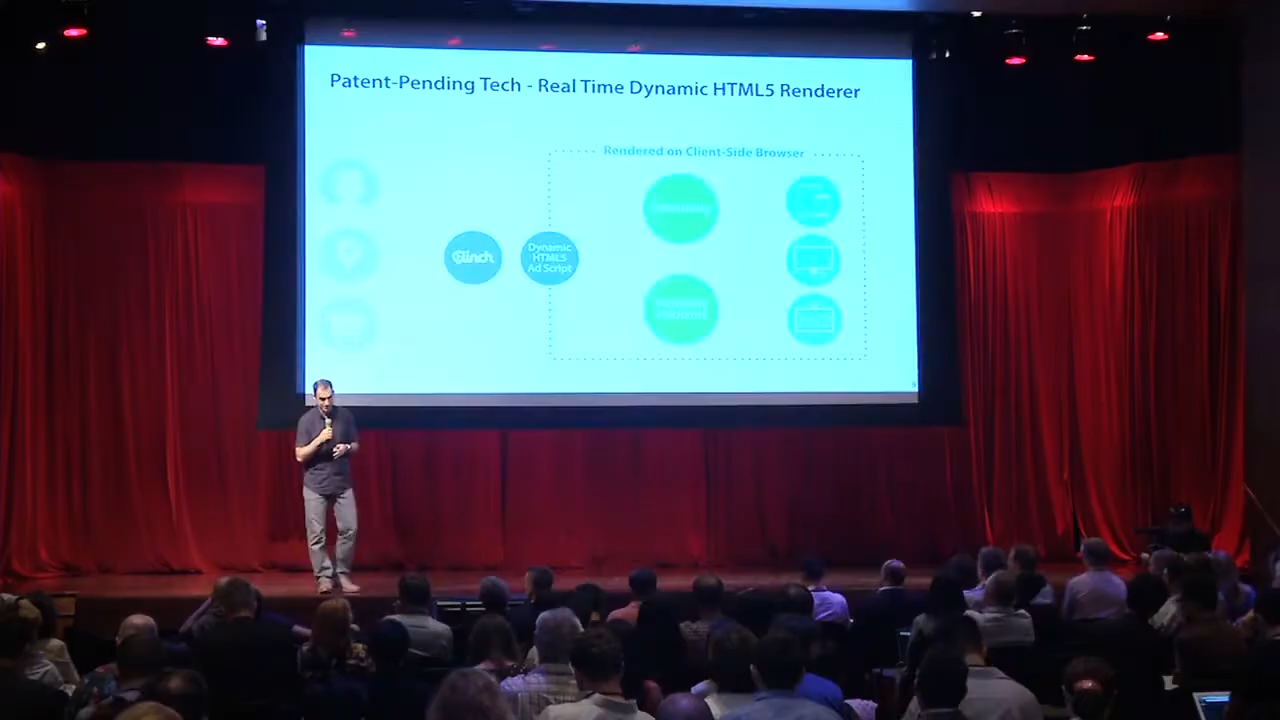 Patent-Pending Tech - Real Time Dynamic HTML5 Renderer
Rendered on Client-Side Browser
Glinch
Dynamic
HTML5
Ad Script